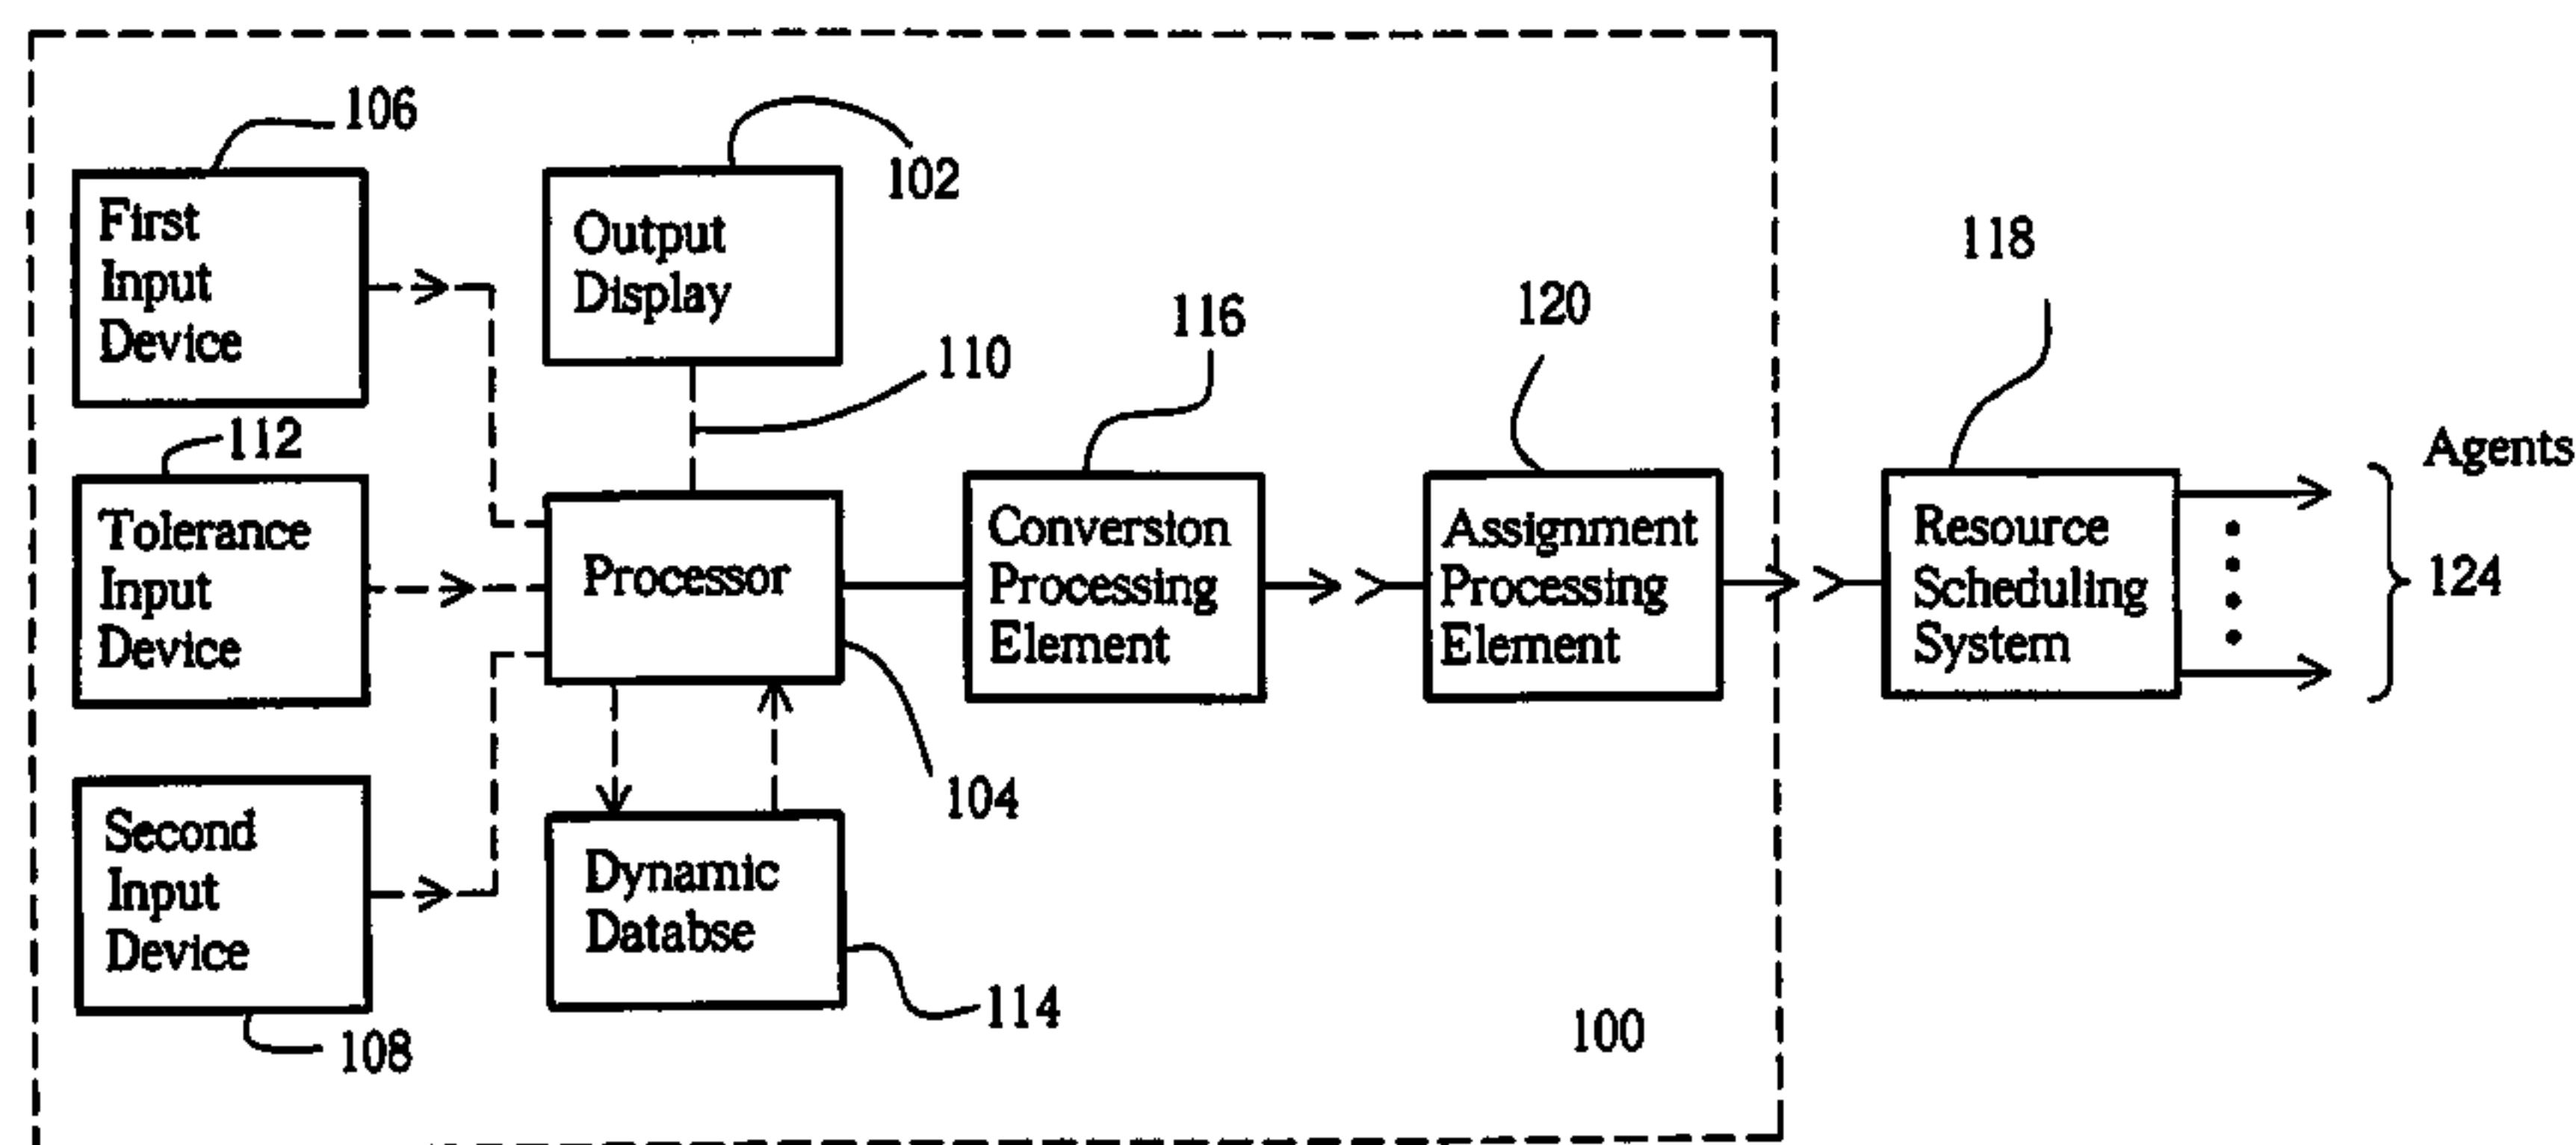 106
First
Input
Device
102
Output
Display
110
112
Tolerance
Input
Device
Processor
104
116
Conversion
Processing
Element
120
Assignment
Processing
Element
118
Resource
Scheduling
System
Agents
124
Second
Input
Device
108
Dynamic
Databse
114
100